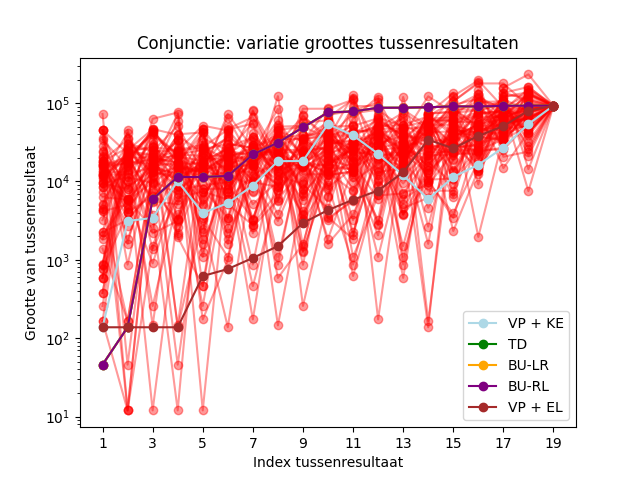 Conjunctie: variatie groottes tussenresultaten
Grootte van tussenresultaat
10^5
10^4
10^3
10^2
10^1
VP + KE
TD
BU-LR
BU-RL
VP + EL
1 3 5 7 9 11 13 15 17 19
Index tussenresultaat